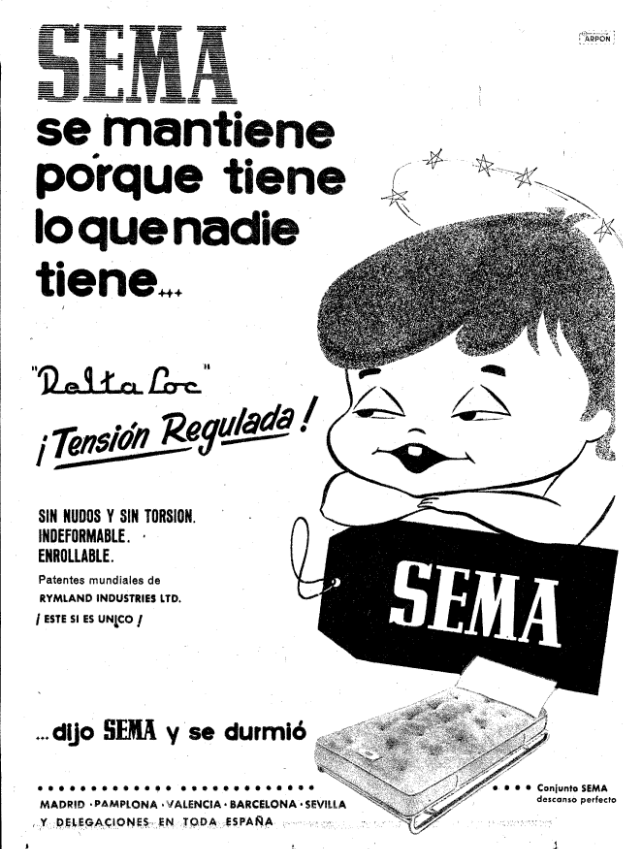 ARPON
SEMA
se mantiene
porque tiene
lo que nadie
tiene...
"Delta Loc"
¡Tensión Regulada!
SIN NUDOS Y SIN TORSION.
INDEFORMABLE.
ENROLLABLE.
Patentes mundiales de
RYMLAND INDUSTRIES LTD.
¡ESTE SI ES UNICO!
SEMA
...dijo SEMA y se durmió
MADRID · PAMPLONA · VALENCIA · BARCELONA · SEVILLA
Y DELEGACIONES EN TODA ESPAÑA
Conjunto SEMA
descanso perfecto